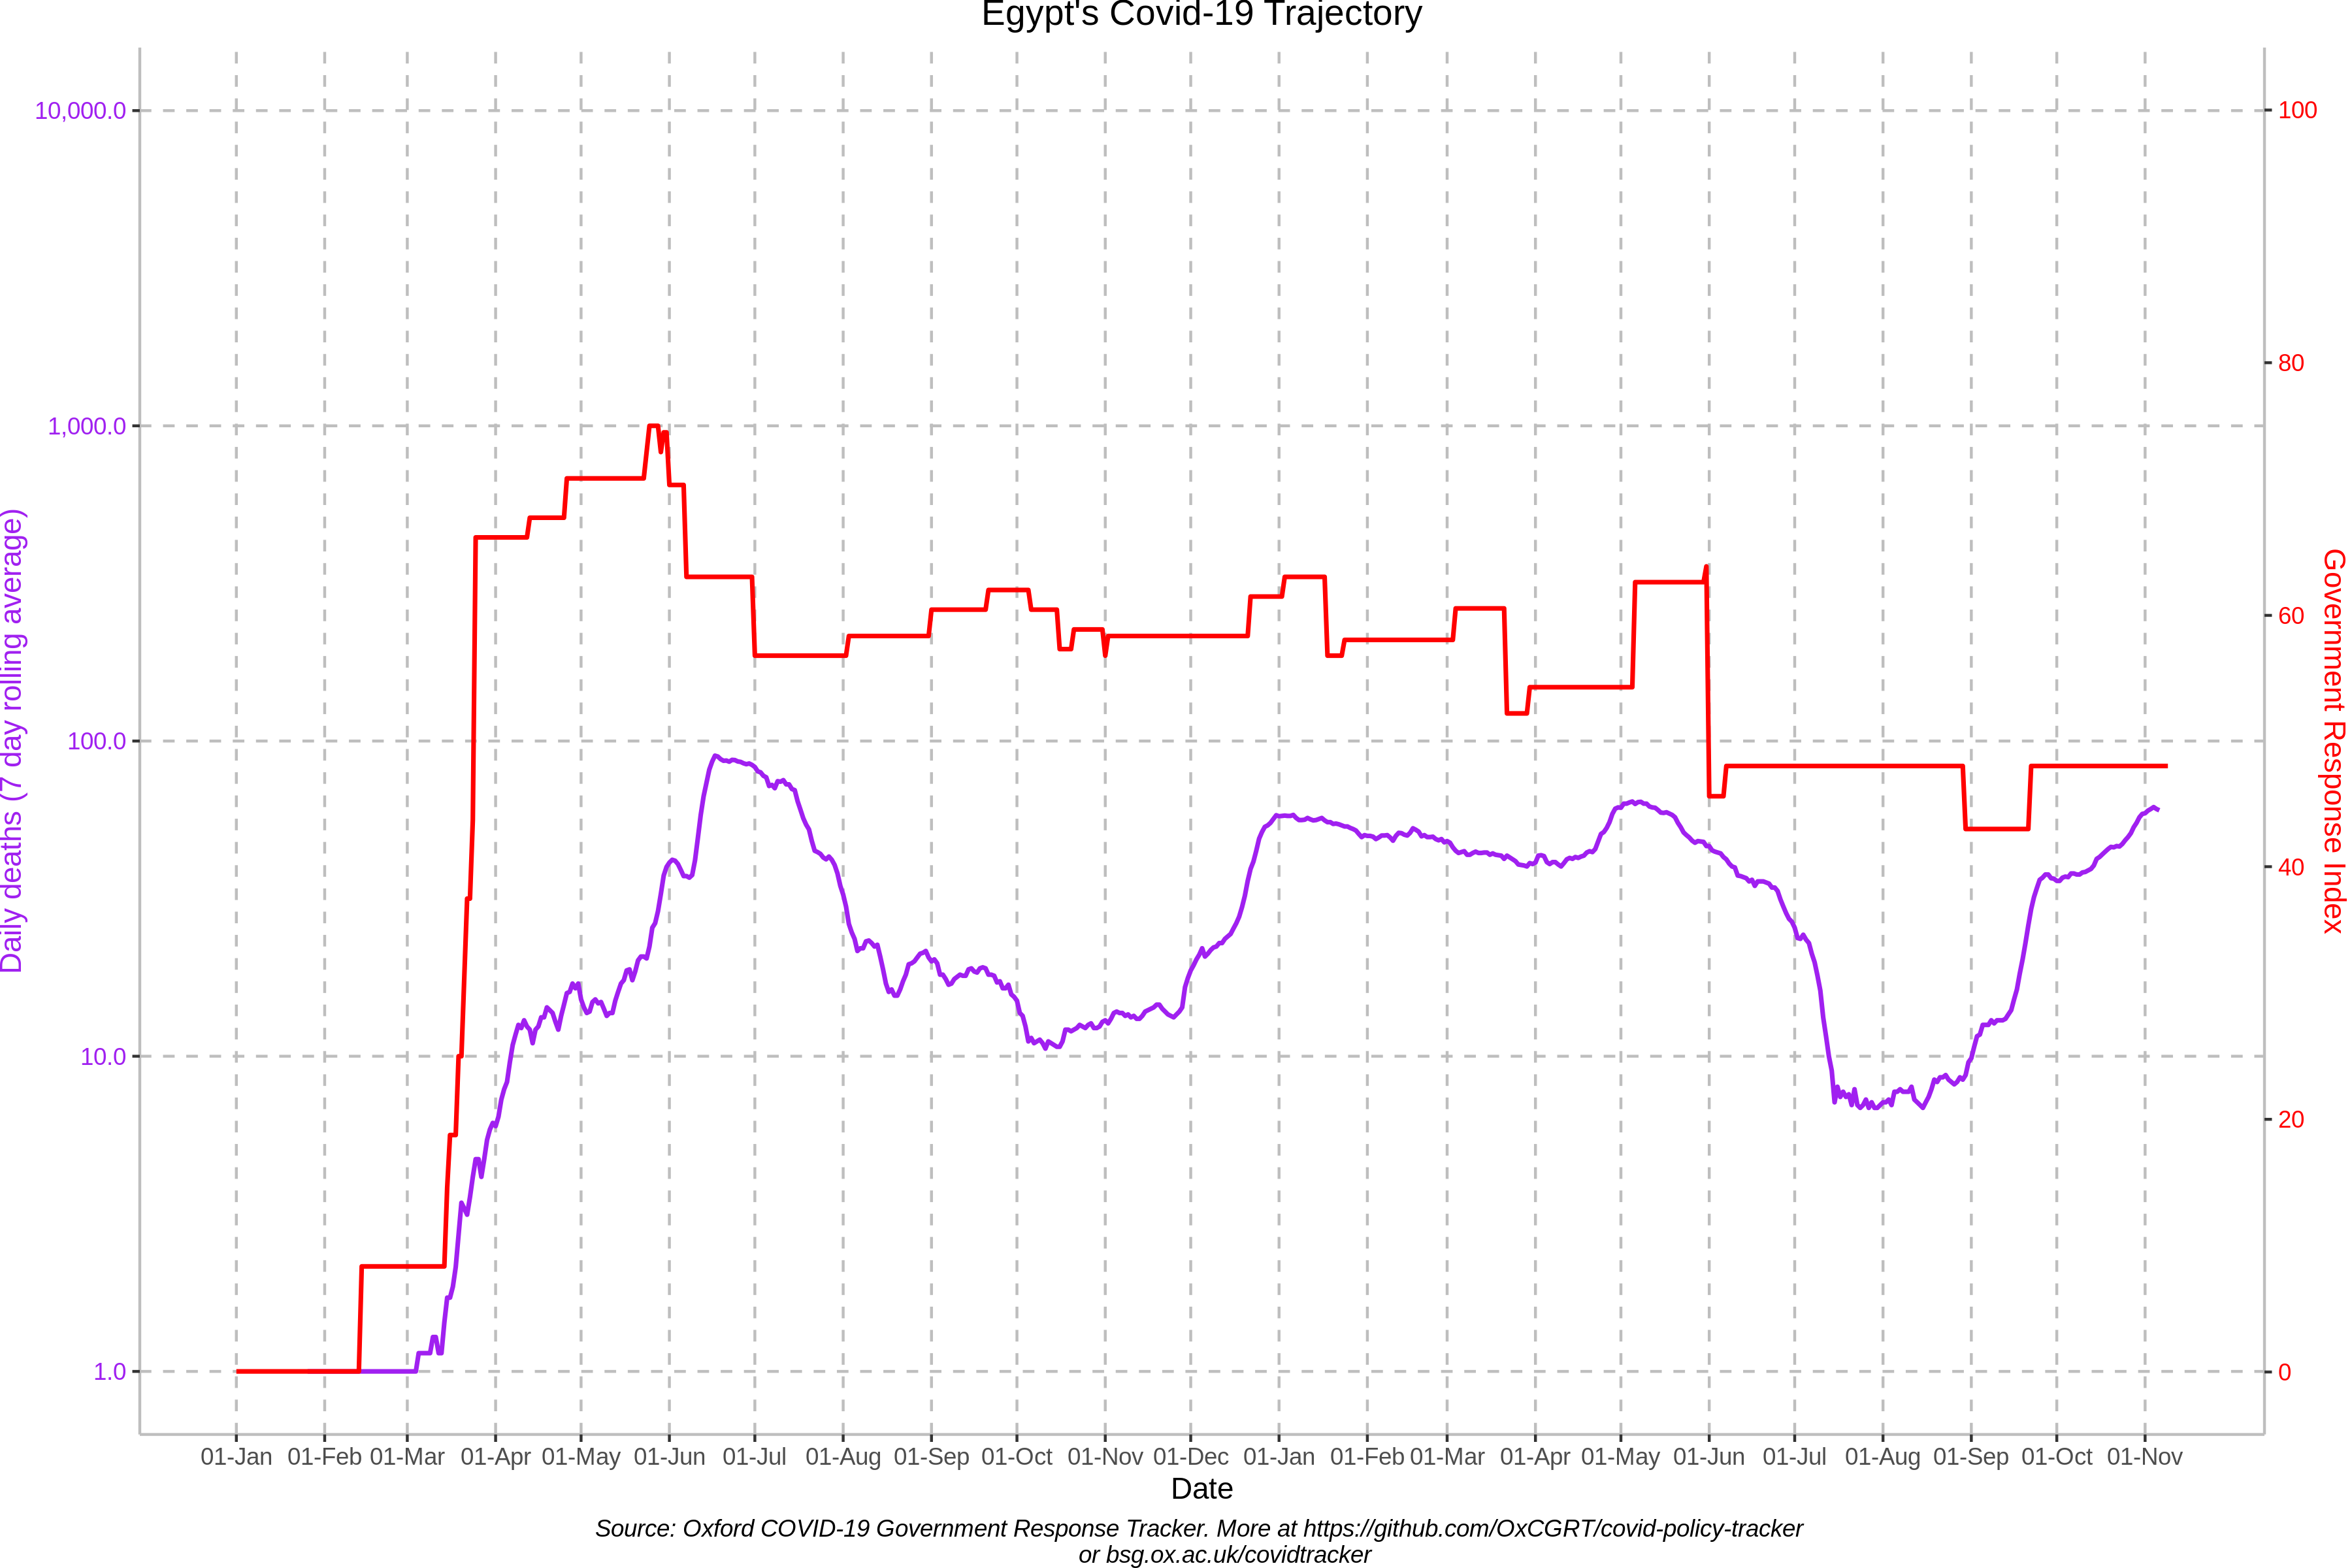 Egypt's Covid-19 Trajectory
10,000.0
1,000.0
100.0
10.0
1.0
Daily deaths (7 day rolling average)
100
80
60
40
20
0
Government Response Index
01-Jan 01-Feb 01-Mar 01-Apr 01-May 01-Jun 01-Jul 01-Aug 01-Sep 01-Oct 01-Nov 01-Dec 01-Jan 01-Feb 01-Mar 01-Apr 01-May 01-Jun 01-Jul 01-Aug 01-Sep 01-Oct 01-Nov
Date
Source: Oxford COVID-19 Government Response Tracker. More at https://github.com/OxCGRT/covid-policy-tracker
or bsg.ox.ac.uk/covidtracker